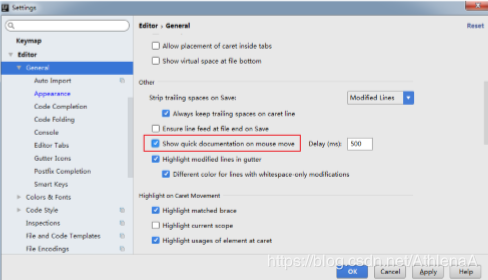 Settings
Keymap
Editor
General
Auto Import
Appearance
Code Completion
Code Folding
Console
Editor Tabs
Gutter Icons
Postfix Completion
Smart Keys
Colors & Fonts
Code Style
Inspections
File and Code Templates
File Encodings
Editor › General
Reset
Allow placement of caret inside tabs
Show virtual space at file bottom
Other
Strip trailing spaces on Save: Modified Lines
Always keep trailing spaces on caret line
Ensure line feed at file end on Save
Show quick documentation on mouse move Delay (ms): 500
Highlight modified lines in gutter
Different color for lines with whitespace-only modifications
Highlight on Caret Movement
Highlight matched brace
Highlight current scope
Highlight usages of element at caret
OK Cancel Apply Help